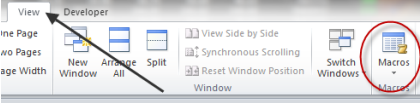 View Developer
ne Page
wo Pages
age Width
New
Window
Arrange
All
Split
View Side by Side
Synchronous Scrolling
Reset Window Position
Window
Switch
Windows
Macros
Macros